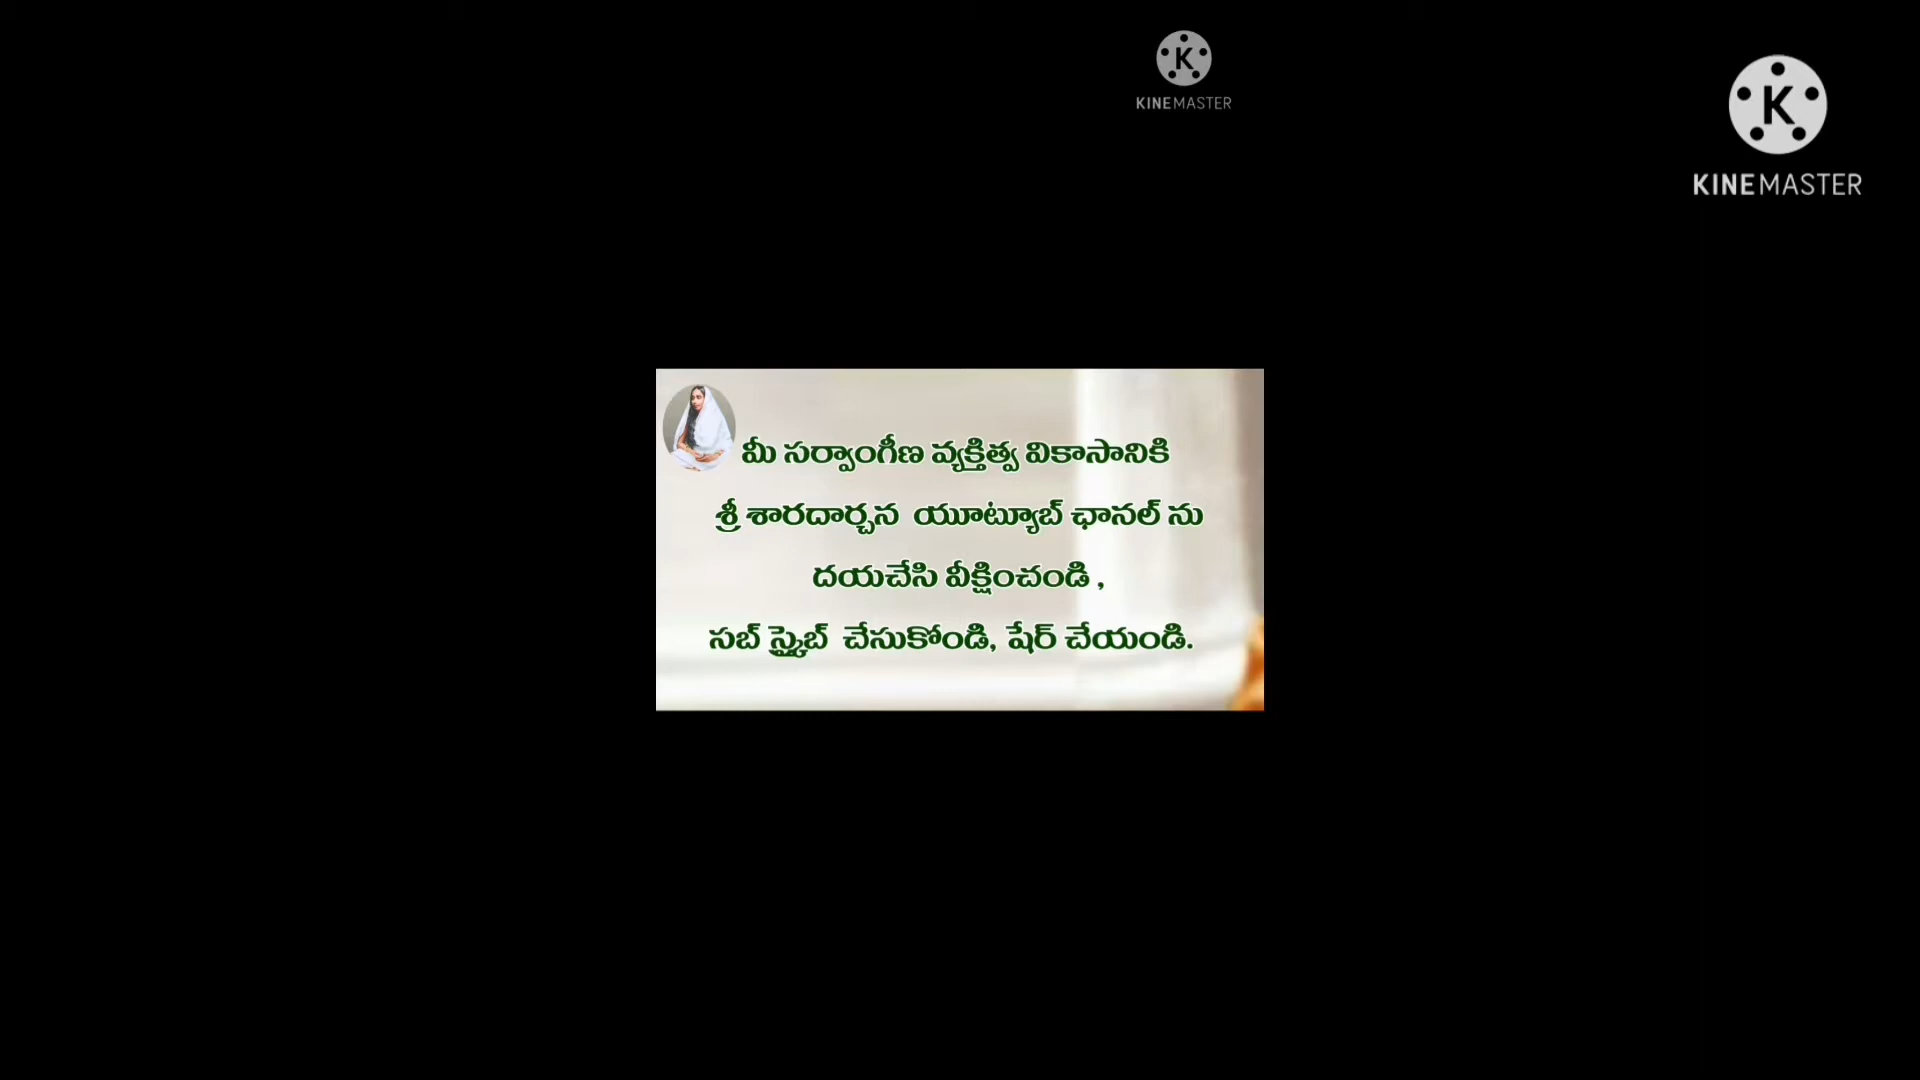 KINEMASTER
KINEMASTER
మీ సర్వాంగీణ వ్యక్తిత్వ వికాసానికి
శ్రీ శారదార్చన యూట్యూబ్ ఛానల్ ను
దయచేసి వీక్షించండి ,
సబ్ స్క్రైబ్ చేసుకోండి, షేర్ చేయండి.